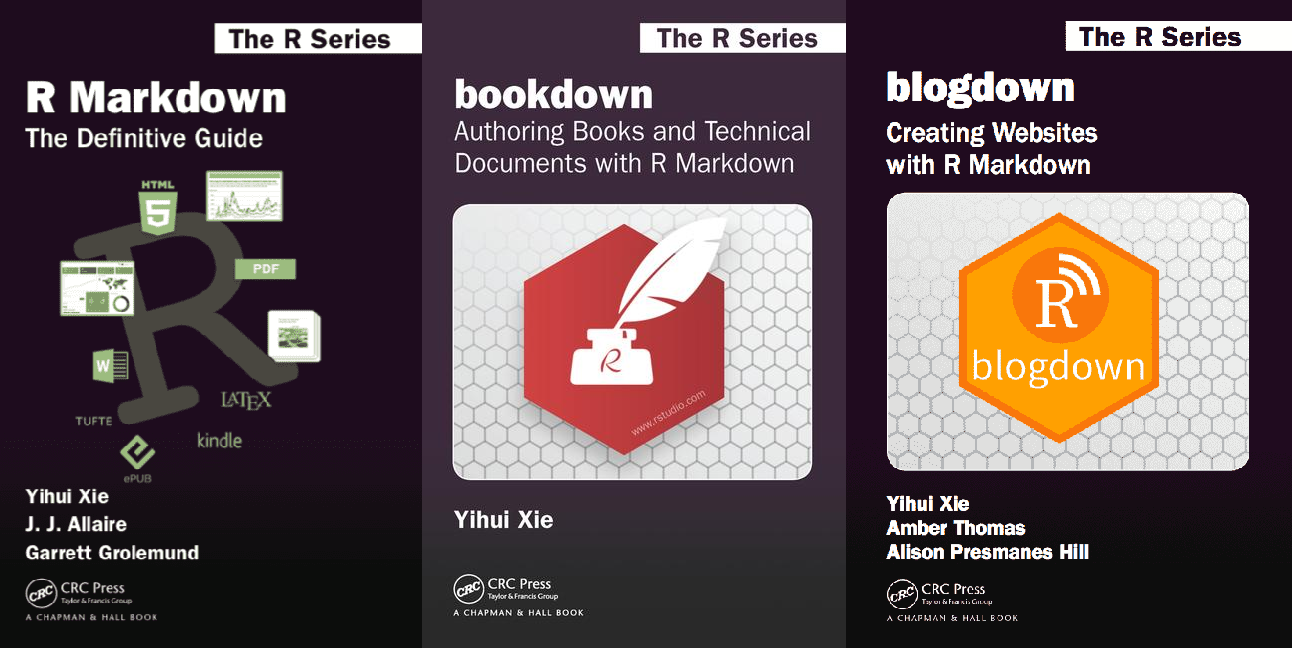 The R Series
R Markdown
The Definitive Guide
HTML
5
PDF
W
LATEX
TUFTE
kindle
ePUB
Yihui Xie
J. J. Allaire
Garrett Grolemund
CRC
CRC Press
Taylor & Francis Group
A CHAPMAN & HALL BOOK
The R Series
bookdown
Authoring Books and Technical
Documents with R Markdown
R
www.rstudio.com
Yihui Xie
CRC
CRC Press
Taylor & Francis Group
A CHAPMAN & HALL BOOK
The R Series
blogdown
Creating Websites
with R Markdown
R
blogdown
Yihui Xie
Amber Thomas
Alison Presmanes Hill
CRC
CRC Press
Taylor & Francis Group
A CHAPMAN & HALL BOOK